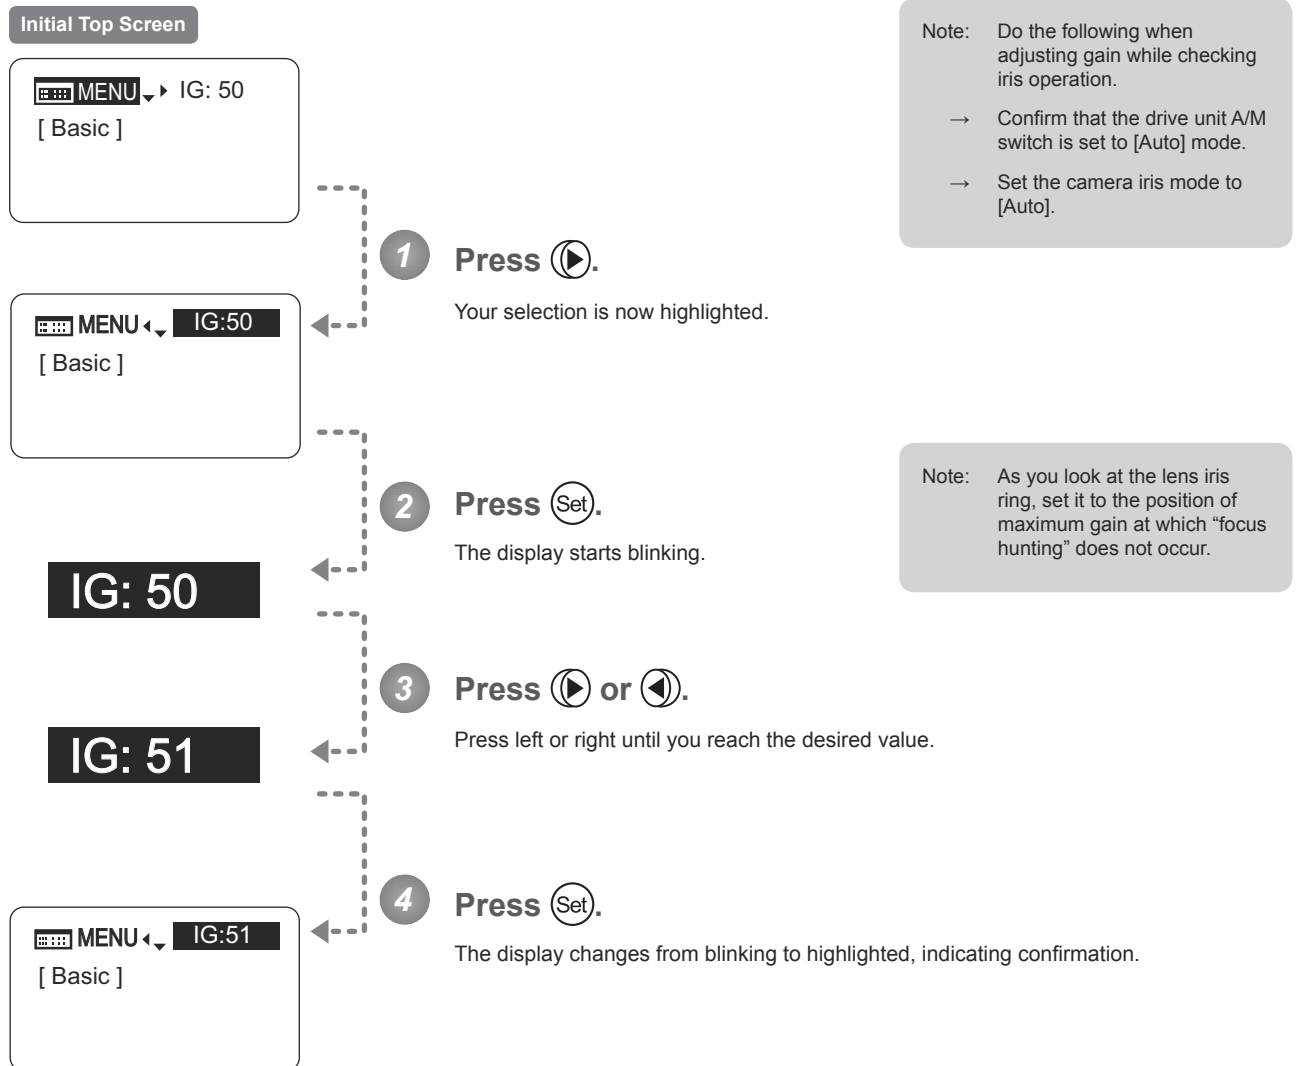 Initial Top Screen
MENU IG: 50
[ Basic ]
Note: Do the following when
adjusting gain while checking
iris operation.
→ Confirm that the drive unit A/M
switch is set to [Auto] mode.
→ Set the camera iris mode to
[Auto].
1 Press .
Your selection is now highlighted.
MENU IG:50
[ Basic ]
2 Press Set.
The display starts blinking.
Note: As you look at the lens iris
ring, set it to the position of
maximum gain at which “focus
hunting” does not occur.
IG: 50
3 Press or .
Press left or right until you reach the desired value.
IG: 51
4 Press Set.
The display changes from blinking to highlighted, indicating confirmation.
MENU IG:51
[ Basic ]